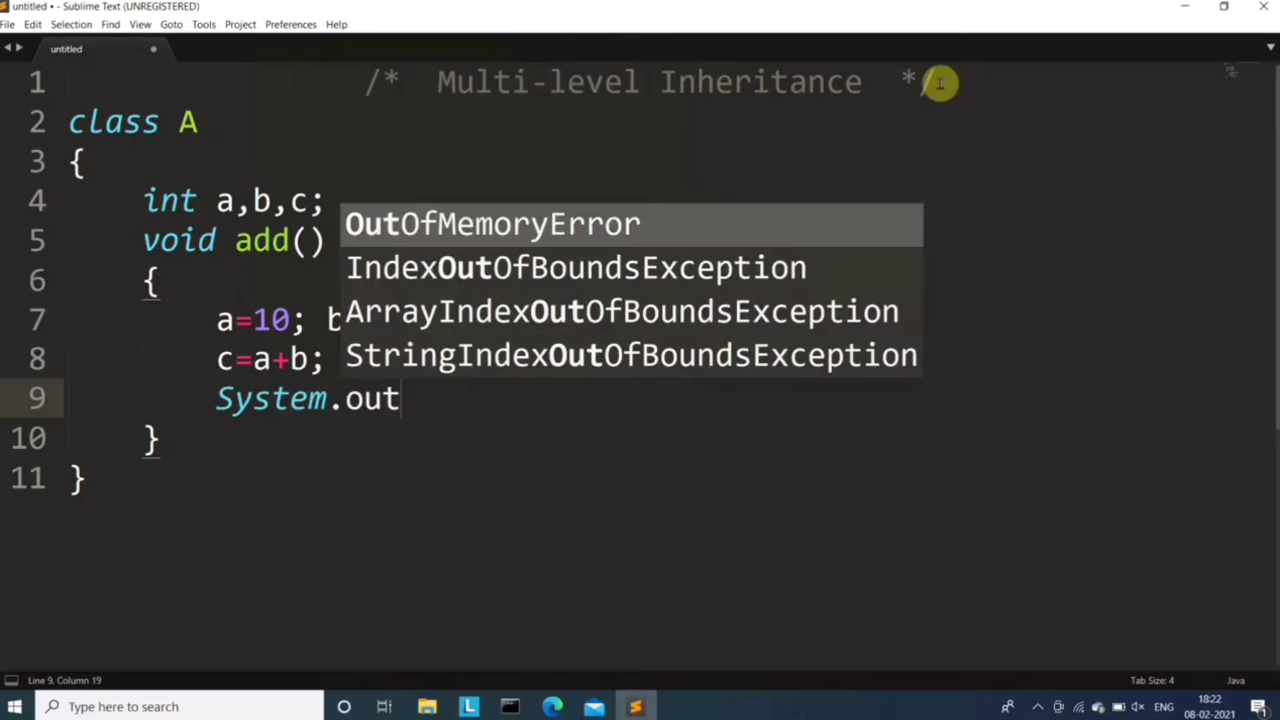 untitled • - Sublime Text (UNREGISTERED)
File Edit Selection Find View Goto Tools Project Preferences Help
untitled
1 /* Multi-level Inheritance */
2 class A
3 {
4 int a,b,c;
5 void add()
6 {
7 a=10; b
8 c=a+b;
9 System.out
10 }
11 }
OutOfMemoryError
IndexOutOfBoundsException
ArrayIndexOutOfBoundsException
StringIndexOutOfBoundsException
Line 9, Column 19 Tab Size: 4 Java
Type here to search
ENG
18:22
08-02-2021